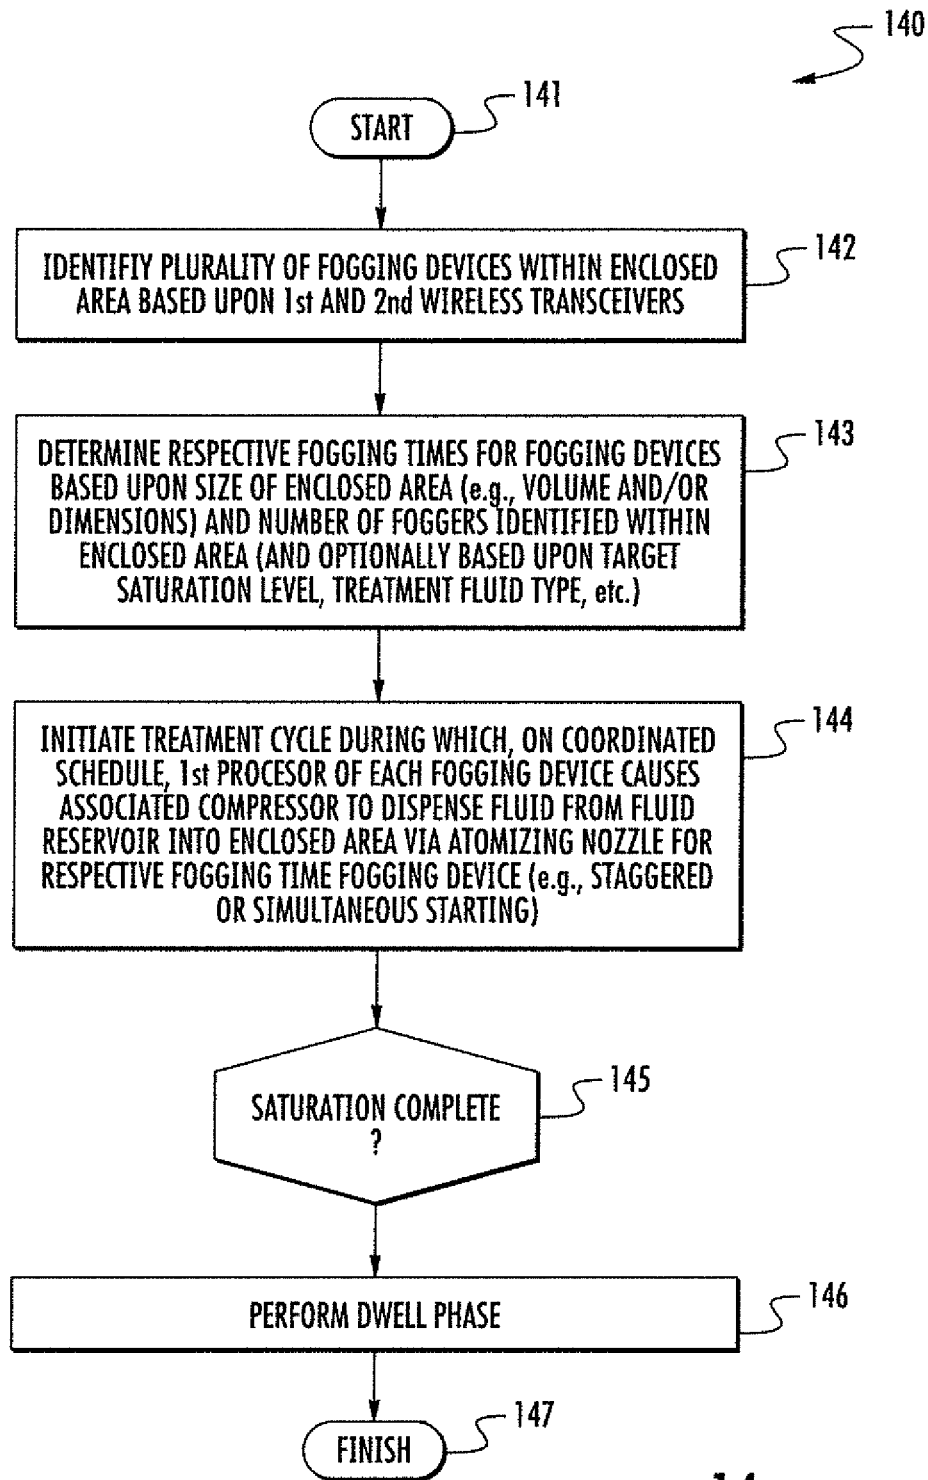 140
START
141
IDENTIFIY PLURALITY OF FOGGING DEVICES WITHIN ENCLOSED
AREA BASED UPON 1st AND 2nd WIRELESS TRANSCEIVERS
142
DETERMINE RESPECTIVE FOGGING TIMES FOR FOGGING DEVICES
BASED UPON SIZE OF ENCLOSED AREA (e.g., VOLUME AND/OR
DIMENSIONS) AND NUMBER OF FOGGERS IDENTIFIED WITHIN
ENCLOSED AREA (AND OPTIONALLY BASED UPON TARGET
SATURATION LEVEL, TREATMENT FLUID TYPE, etc.)
143
INITIATE TREATMENT CYCLE DURING WHICH, ON COORDINATED
SCHEDULE, 1st PROCESOR OF EACH FOGGING DEVICE CAUSES
ASSOCIATED COMPRESSOR TO DISPENSE FLUID FROM FLUID
RESERVOIR INTO ENCLOSED AREA VIA ATOMIZING NOZZLE FOR
RESPECTIVE FOGGING TIME FOGGING DEVICE (e.g., STAGGERED
OR SIMULTANEOUS STARTING)
144
SATURATION COMPLETE
?
145
PERFORM DWELL PHASE
146
FINISH
147